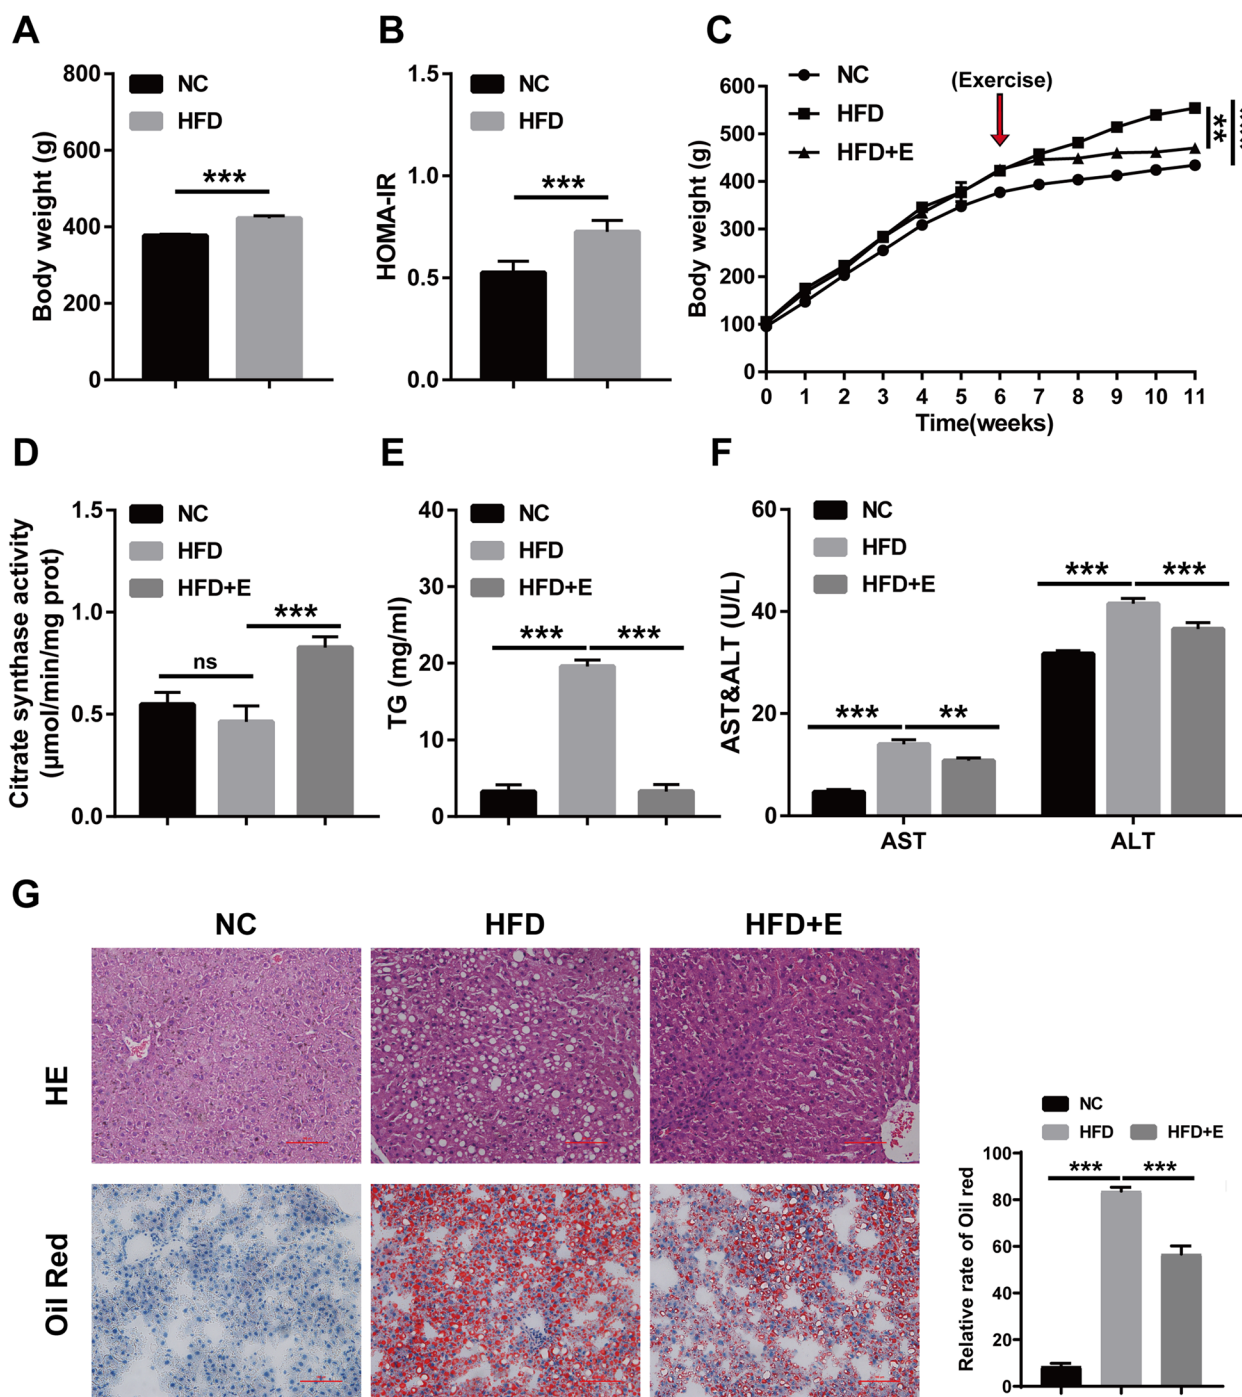 A
NC
HFD
***
Body weight (g)
800
600
400
200
0
B
NC
HFD
***
HOMA-IR
1.5
1.0
0.5
0.0
C
NC
HFD
HFD+E
(Exercise)
**
Body weight (g)
600
500
400
300
200
100
0
0 1 2 3 4 5 6 7 8 9 10 11
Time(weeks)
D
NC
HFD
HFD+E
***
ns
Citrate synthase activity
(μmol/min/mg prot)
1.5
1.0
0.5
0.0
E
NC
HFD
HFD+E
*** ***
TG (mg/ml)
40
30
20
10
0
F
NC
HFD
HFD+E
*** **
*** ***
AST&ALT (U/L)
60
40
20
0
AST ALT
G
NC HFD HFD+E
HE
Oil Red
NC
HFD HFD+E
*** ***
Relative rate of Oil red
100
80
60
40
20
0